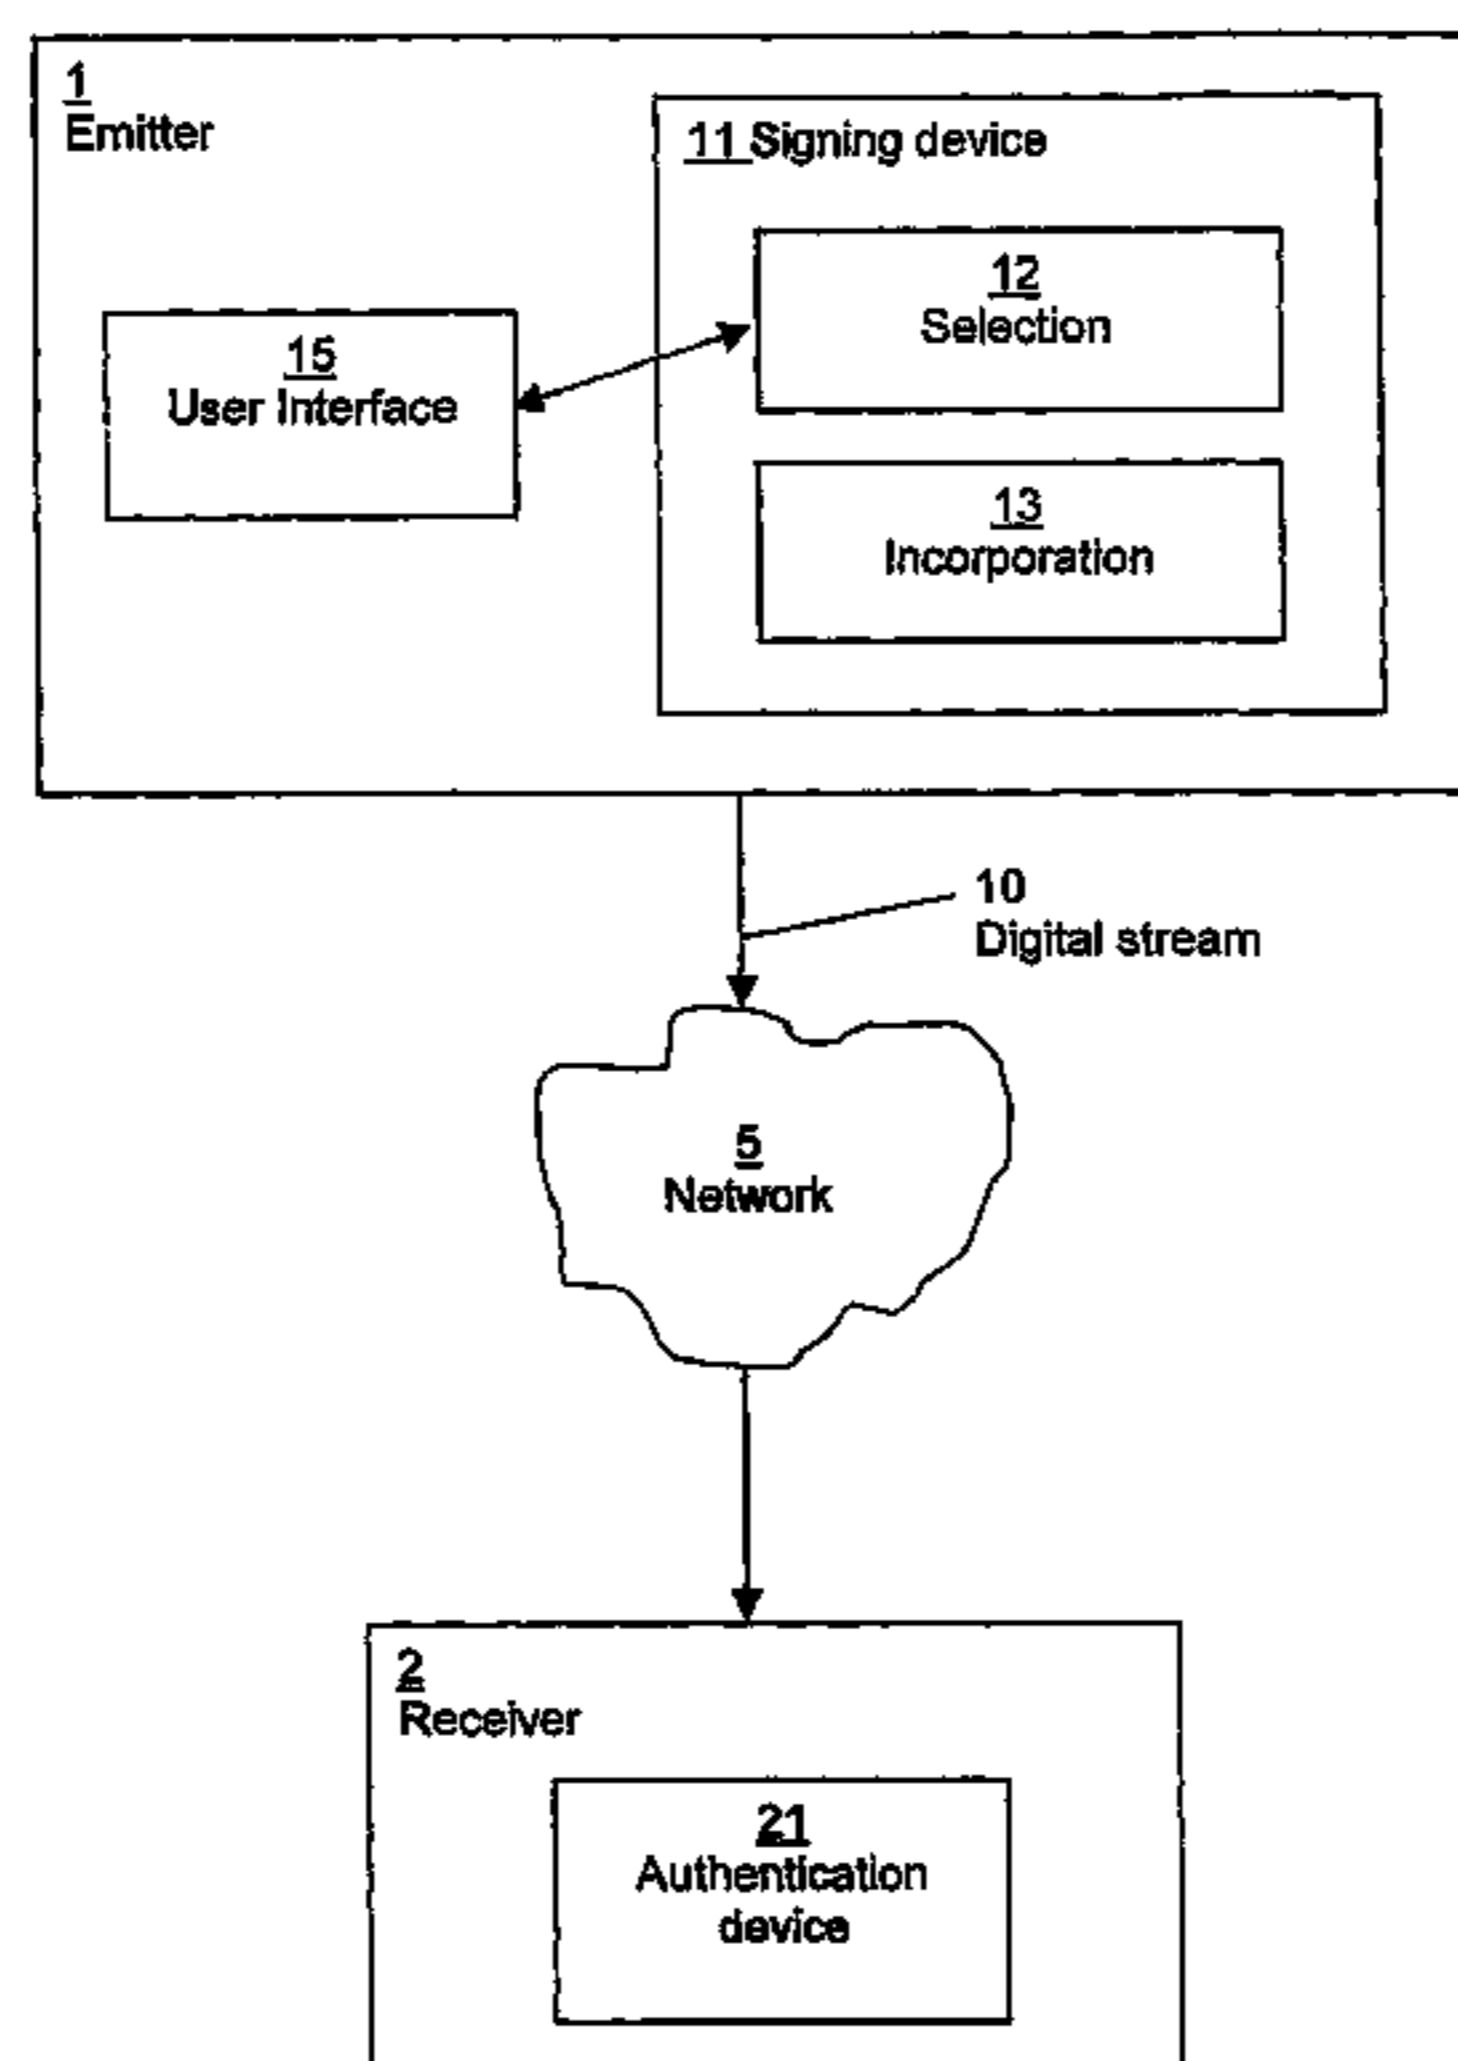 1
Emitter
11 Signing device
12
Selection
15
User Interface
13
Incorporation
10
Digital stream
5
Network
2
Receiver
21
Authentication
device